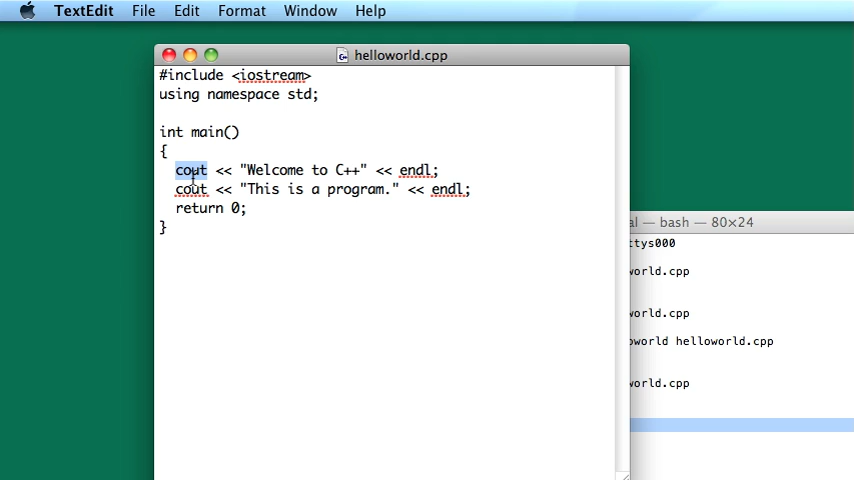 TextEdit File Edit Format Window Help
helloworld.cpp
#include <iostream>
using namespace std;
int main()
{
cout << "Welcome to C++" << endl;
cout << "This is a program." << endl;
return 0;
}
al — bash — 80×24
ttys000
world.cpp
world.cpp
oworld helloworld.cpp
world.cpp